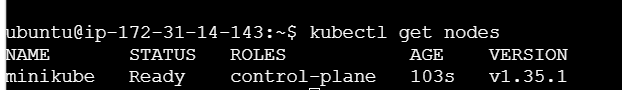 ubuntu@ip-172-31-14-143:~$ kubectl get nodes
NAME STATUS ROLES AGE VERSION
minikube Ready control-plane 103s v1.35.1